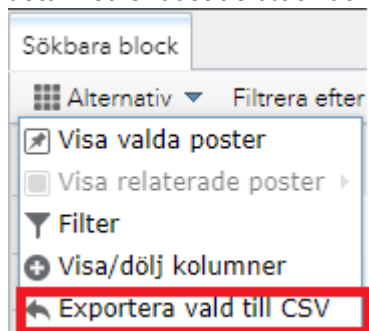 Sökbara block
Alternativ Filtrera efter
Visa valda poster
Visa relaterade poster
Filter
Visa/dölj kolumner
Exportera vald till CSV